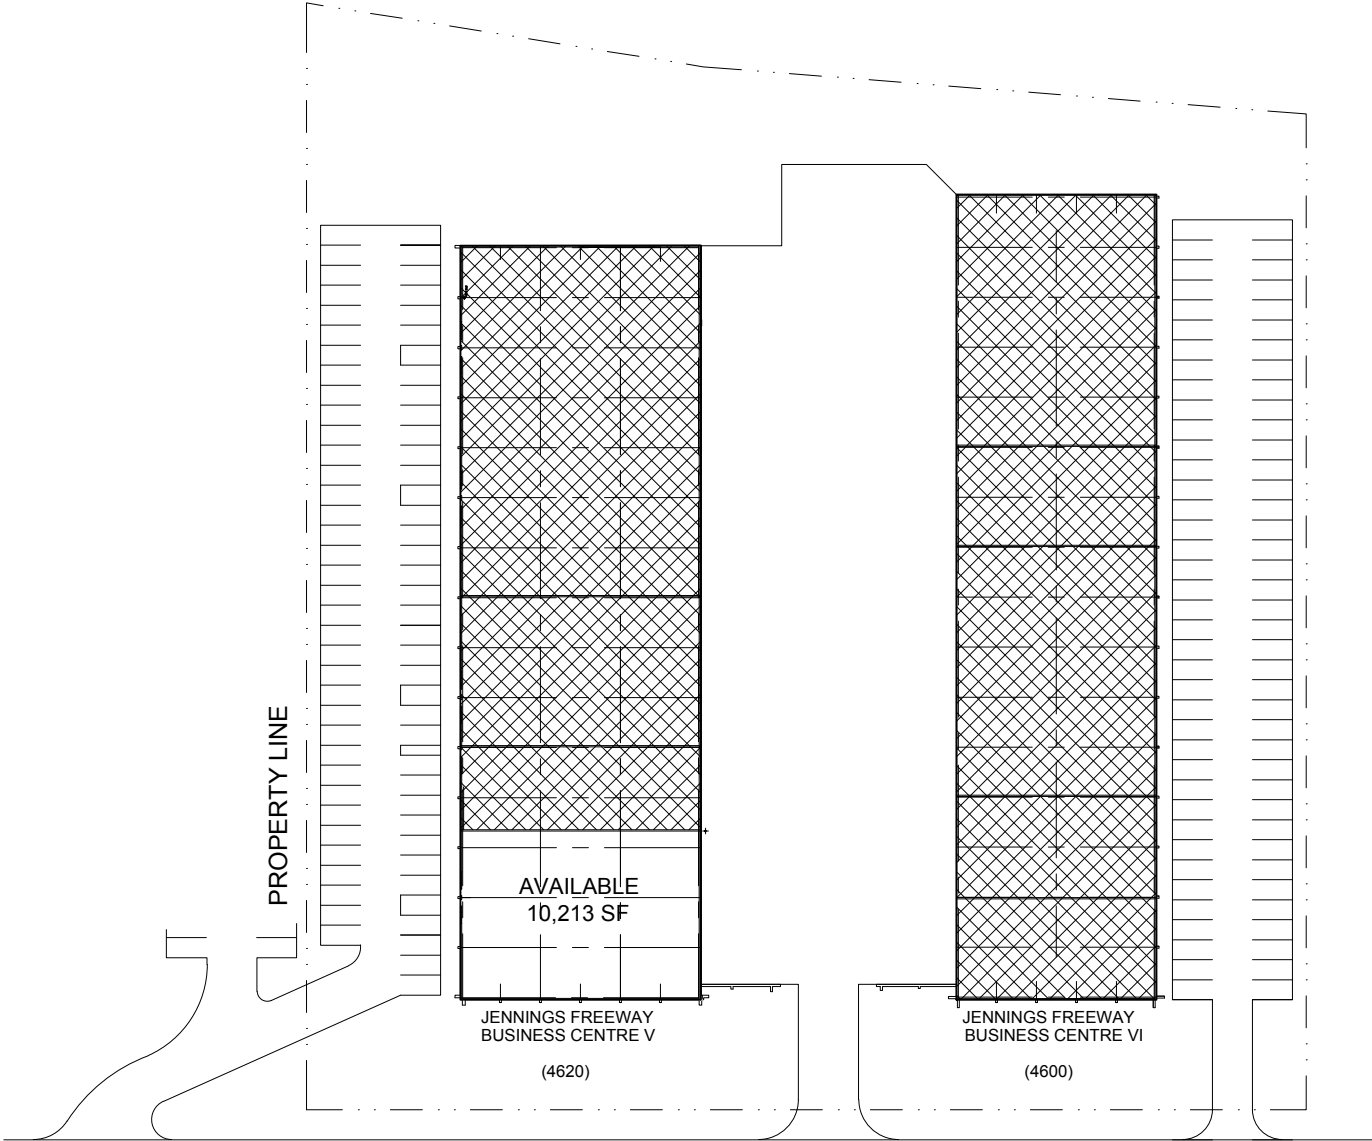 PROPERTY LINE
AVAILABLE
10,213 SF
JENNINGS FREEWAY
BUSINESS CENTRE V
(4620)
JENNINGS FREEWAY
BUSINESS CENTRE VI
(4600)